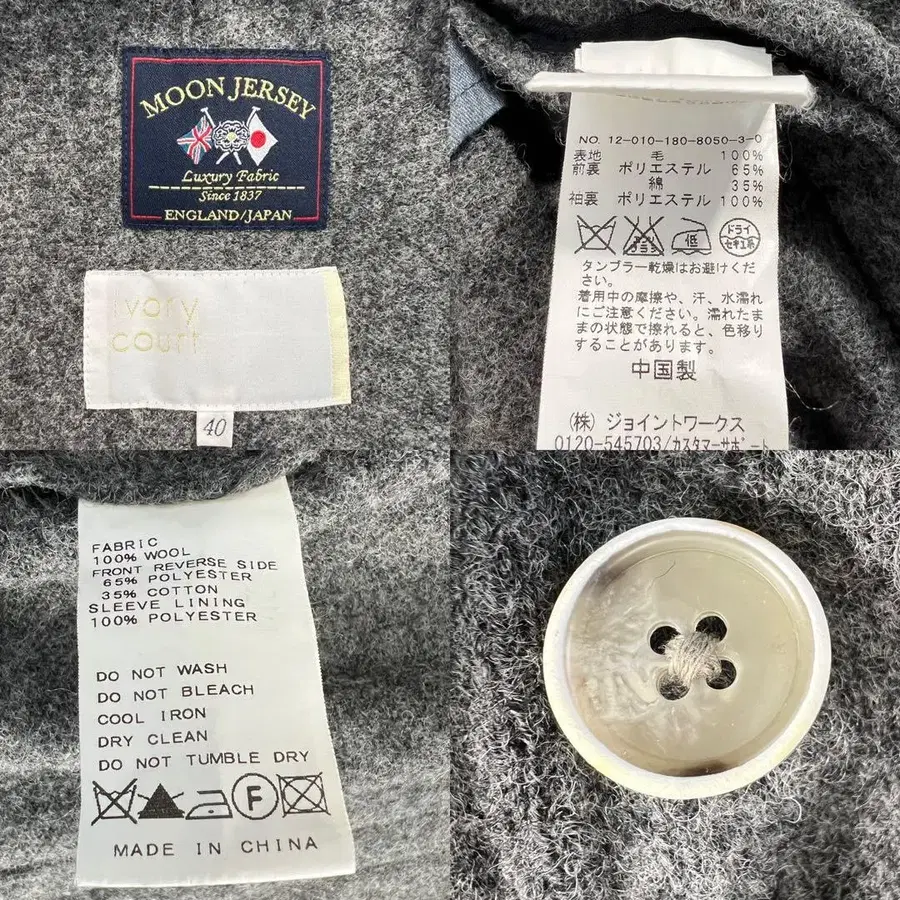 MOON JERSEY
Luxury Fabric
Since 1837
ENGLAND/JAPAN
ivory
court
40
NO. 12-010-180-8050-3-0
表地 毛 100%
前裏 ポリエステル 65%
綿 35%
袖裏 ポリエステル 100%
低
ドライ
セキユ系
タンブラー乾燥はお避けくだ
さい。
着用中の摩擦や、汗、水濡れ
にご注意ください。濡れたま
まの状態で擦れると、色移り
することがあります。
中国製
(株) ジョイントワークス
0120-545703/カスタマーサポート
FABRIC
100% WOOL
FRONT REVERSE SIDE
65% POLYESTER
35% COTTON
SLEEVE LINING
100% POLYESTER
DO NOT WASH
DO NOT BLEACH
COOL IRON
DRY CLEAN
DO NOT TUMBLE DRY
F
MADE IN CHINA